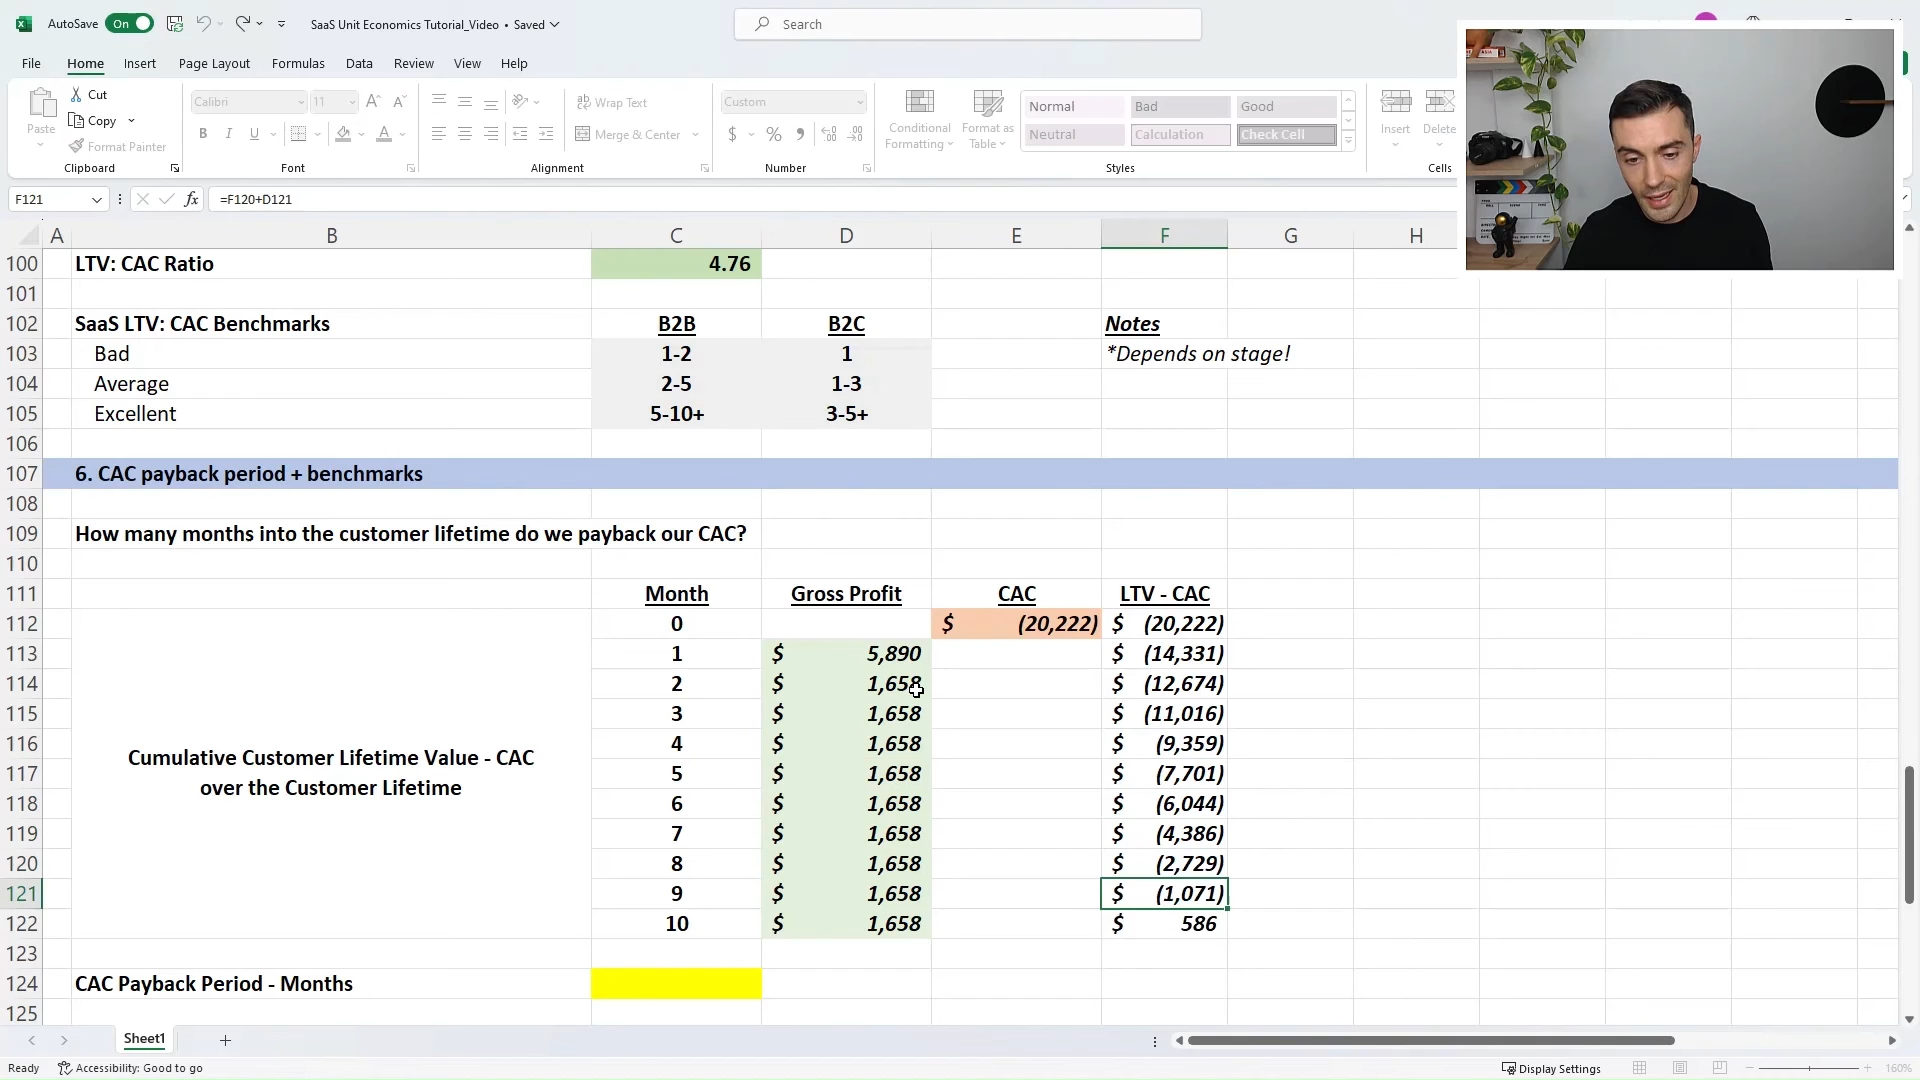 AutoSave On SaaS Unit Economics Tutorial_Video • Saved Search
File Home Insert Page Layout Formulas Data Review View Help
Paste Cut Copy Format Painter
Calibri 11 Wrap Text Merge & Center
Custom
Conditional Formatting Format as Table
Normal Bad Good
Neutral Calculation Check Cell
Insert Delete
Clipboard Font Alignment Number Styles Cells
F121 fx =F120+D121
A B C D E F G H
100 LTV: CAC Ratio 4.76
101
102 SaaS LTV: CAC Benchmarks B2B B2C Notes
103 Bad 1-2 1 *Depends on stage!
104 Average 2-5 1-3
105 Excellent 5-10+ 3-5+
106
107 6. CAC payback period + benchmarks
108
109 How many months into the customer lifetime do we payback our CAC?
110
111 Month Gross Profit CAC LTV - CAC
112 0 $ (20,222) $ (20,222)
113 1 $ 5,890 $ (14,331)
114 2 $ 1,658 $ (12,674)
115 3 $ 1,658 $ (11,016)
116 4 $ 1,658 $ (9,359)
117 5 $ 1,658 $ (7,701)
118 6 $ 1,658 $ (6,044)
119 7 $ 1,658 $ (4,386)
120 8 $ 1,658 $ (2,729)
121 9 $ 1,658 $ (1,071)
122 10 $ 1,658 $ 586
Cumulative Customer Lifetime Value - CAC
over the Customer Lifetime
123
124 CAC Payback Period - Months
125
Sheet1
Ready Accessibility: Good to go Display Settings 160%